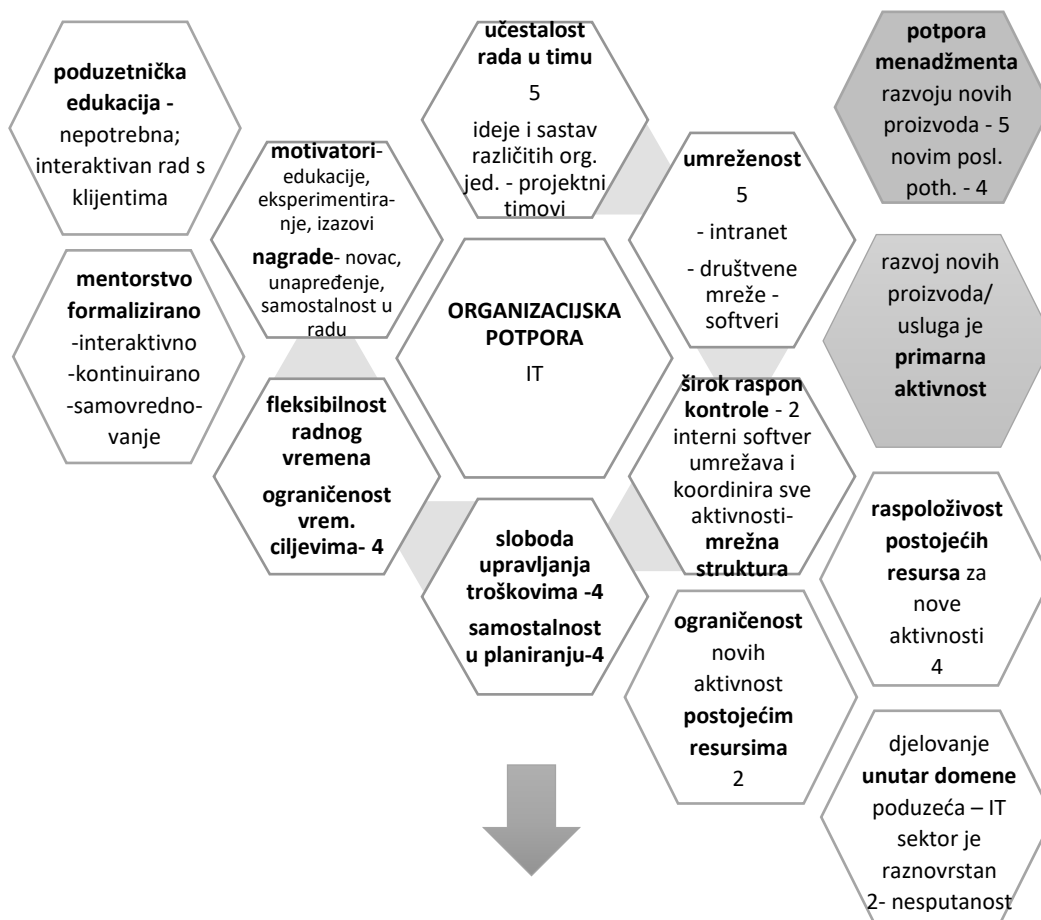 poduzetnička
edukacija -
nepotrebna;
interaktivan rad s
klijentima
mentorstvo
formalizirano
-interaktivno
-kontinuirano
-samovredno-
vanje
motivatori-
edukacije,
eksperimentira-
nje, izazovi
nagrade- novac,
unapređenje,
samostalnost u
radu
fleksibilnost
radnog
vremena
ograničenost
vrem.
ciljevima- 4
učestalost
rada u timu
5
ideje i sastav
različitih org.
jed. - projektni
timovi
ORGANIZACIJSKA
POTPORA
IT
sloboda
upravljanja
troškovima -4
samostalnost
u planiranju-4
umreženost
5
- intranet
- društvene
mreže -
softveri
širok raspon
kontrole - 2
interni softver
umrežava i
koordinira sve
aktivnosti-
mrežna
struktura
ograničenost
novih
aktivnost
postojećim
resursima
2
potpora
menadžmenta
razvoju novih
proizvoda - 5
novim posl.
poth. - 4
razvoj novih
proizvoda/
usluga je
primarna
aktivnost
raspoloživost
postojećih
resursa za
nove
aktivnosti
4
djelovanje
unutar domene
poduzeća – IT
sektor je
raznovrstan
2- nesputanost